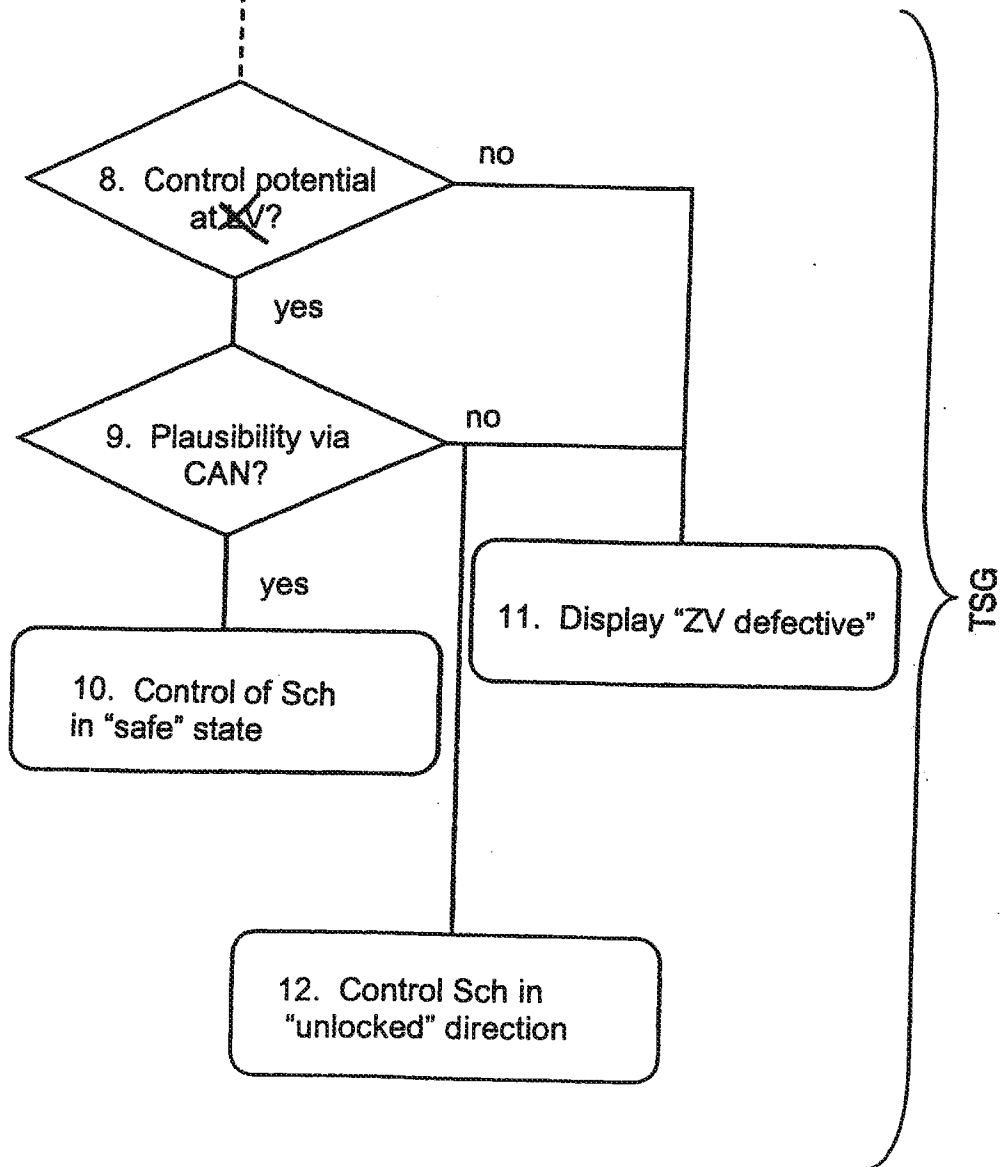 no
8. Control potential
at V?
yes
no
9. Plausibility via
CAN?
yes
11. Display “ZV defective”
10. Control of Sch
in “safe” state
12. Control Sch in
“unlocked” direction
TSG